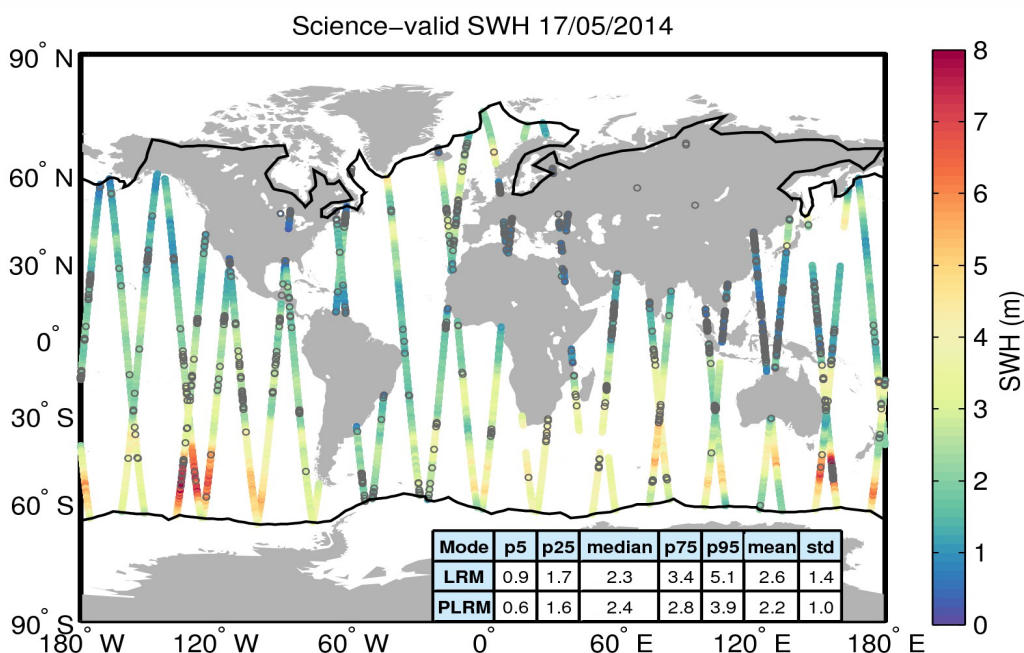 Science−valid SWH 17/05/2014
90° N
60° N
30° N
0°
30° S
60° S
90° S
180° W
120° W
60° W
0°
60° E
120° E
180° E
8
7
6
5
4
3
2
1
0
SWH (m)
Mode p5 p25 median p75 p95 mean std
LRM 0.9 1.7 2.3 3.4 5.1 2.6 1.4
PLRM 0.6 1.6 2.4 2.8 3.9 2.2 1.0